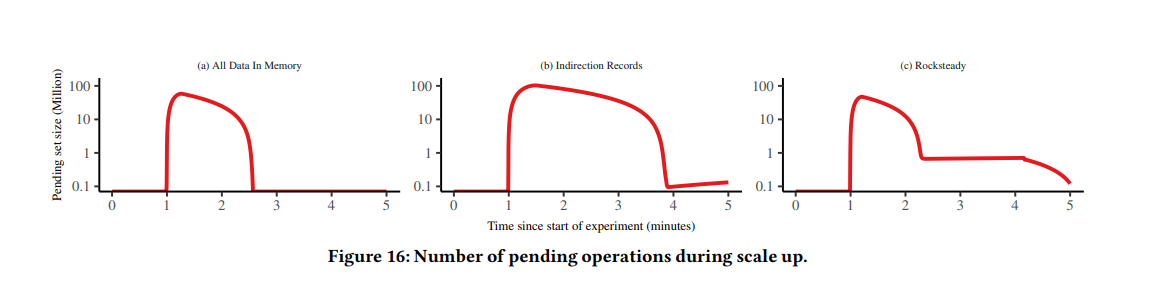 (a) All Data In Memory
(b) Indirection Records
(c) Rocksteady
Pending set size (Million)
100
10
1
0.1
0 1 2 3 4 5
100
10
1
0.1
0 1 2 3 4 5
100
10
1
0.1
0 1 2 3 4 5
Time since start of experiment (minutes)
Figure 16: Number of pending operations during scale up.